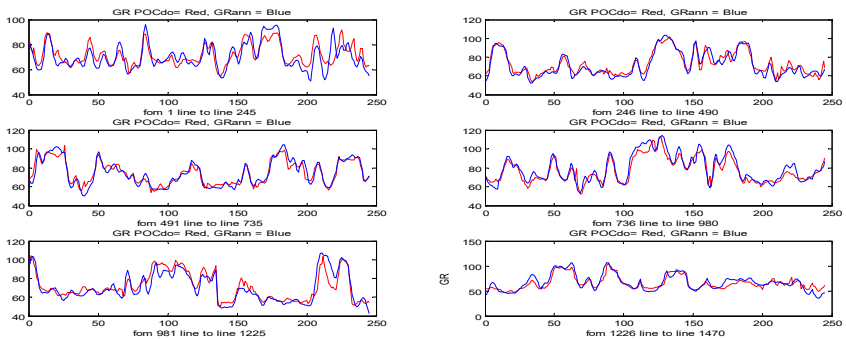 GR POCdo= Red, GRann = Blue
100
80
60
40
0 50 100 150 200 250
fom 1 line to line 245
GR POCdo= Red, GRann = Blue
120
100
80
60
40
0 50 100 150 200 250
fom 246 line to line 490
GR POCdo= Red, GRann = Blue
120
100
80
60
40
0 50 100 150 200 250
fom 491 line to line 735
GR POCdo= Red, GRann = Blue
120
100
80
60
40
0 50 100 150 200 250
fom 736 line to line 980
GR POCdo= Red, GRann = Blue
120
100
80
60
40
0 50 100 150 200 250
fom 981 line to line 1225
GR POCdo= Red, GRann = Blue
GR
150
100
50
0
0 50 100 150 200 250
fom 1226 line to line 1470